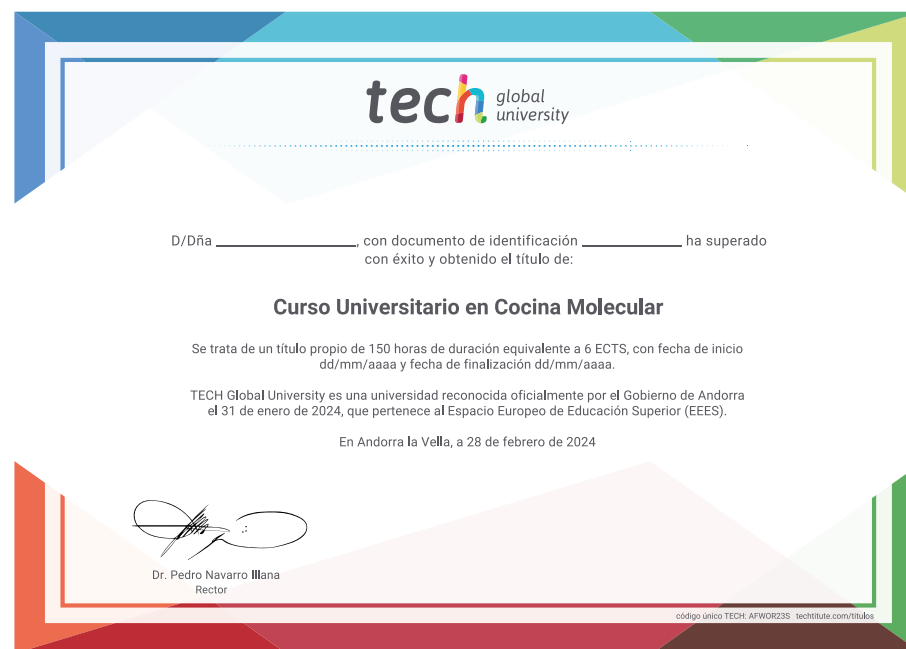 tech global university
D/Dña ____________________, con documento de identificación ______________ ha superado
con éxito y obtenido el título de:
Curso Universitario en Cocina Molecular
Se trata de un título propio de 150 horas de duración equivalente a 6 ECTS, con fecha de inicio
dd/mm/aaaa y fecha de finalización dd/mm/aaaa.
TECH Global University es una universidad reconocida oficialmente por el Gobierno de Andorra
el 31 de enero de 2024, que pertenece al Espacio Europeo de Educación Superior (EEES).
En Andorra la Vella, a 28 de febrero de 2024
Dr. Pedro Navarro Illana
Rector
código único TECH: AFWOR23S techtitute.com/titulos